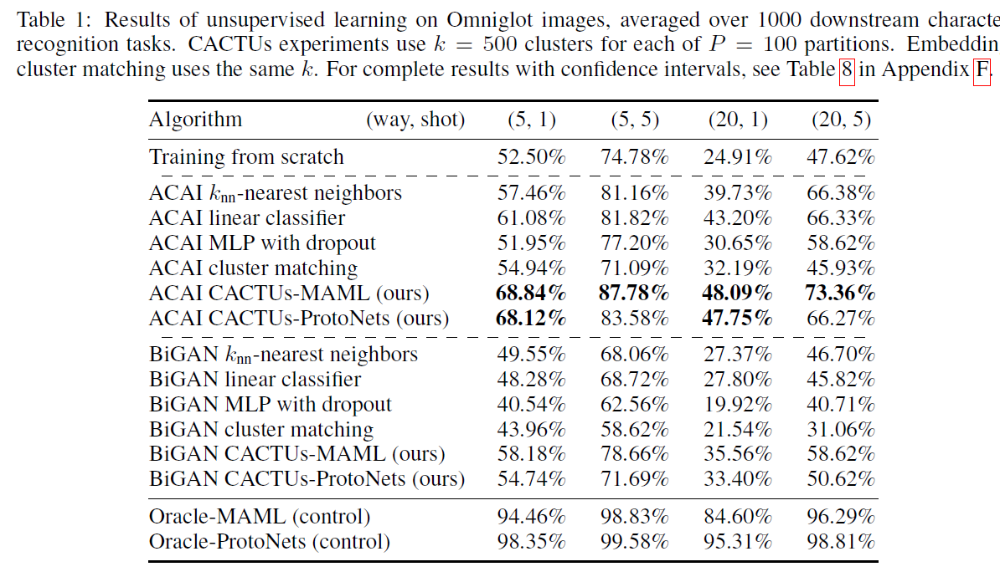 Table 1: Results of unsupervised learning on Omniglot images, averaged over 1000 downstream characte
recognition tasks. CACTUs experiments use k = 500 clusters for each of P = 100 partitions. Embeddin
cluster matching uses the same k. For complete results with confidence intervals, see Table 8 in Appendix F.
Algorithm (way, shot) (5, 1) (5, 5) (20, 1) (20, 5)
Training from scratch 52.50% 74.78% 24.91% 47.62%
ACAI knn-nearest neighbors 57.46% 81.16% 39.73% 66.38%
ACAI linear classifier 61.08% 81.82% 43.20% 66.33%
ACAI MLP with dropout 51.95% 77.20% 30.65% 58.62%
ACAI cluster matching 54.94% 71.09% 32.19% 45.93%
ACAI CACTUs-MAML (ours) 68.84% 87.78% 48.09% 73.36%
ACAI CACTUs-ProtoNets (ours) 68.12% 83.58% 47.75% 66.27%
BiGAN knn-nearest neighbors 49.55% 68.06% 27.37% 46.70%
BiGAN linear classifier 48.28% 68.72% 27.80% 45.82%
BiGAN MLP with dropout 40.54% 62.56% 19.92% 40.71%
BiGAN cluster matching 43.96% 58.62% 21.54% 31.06%
BiGAN CACTUs-MAML (ours) 58.18% 78.66% 35.56% 58.62%
BiGAN CACTUs-ProtoNets (ours) 54.74% 71.69% 33.40% 50.62%
Oracle-MAML (control) 94.46% 98.83% 84.60% 96.29%
Oracle-ProtoNets (control) 98.35% 99.58% 95.31% 98.81%